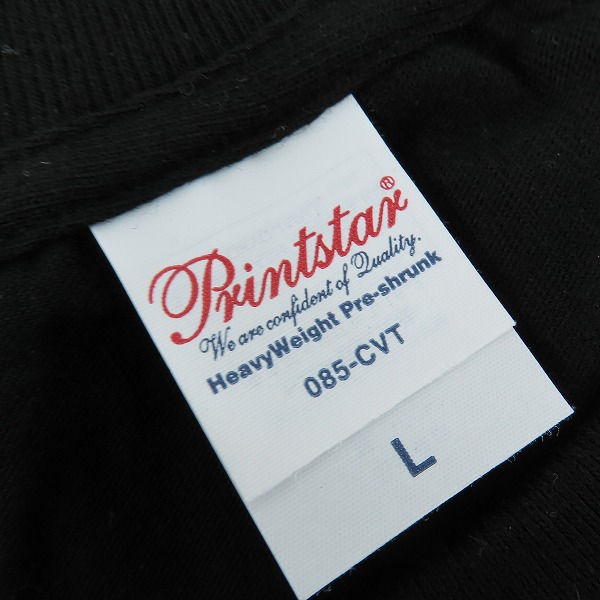 Printstar®
We are confident of Quality.
HeavyWeight Pre-shrunk
085-CVT
L